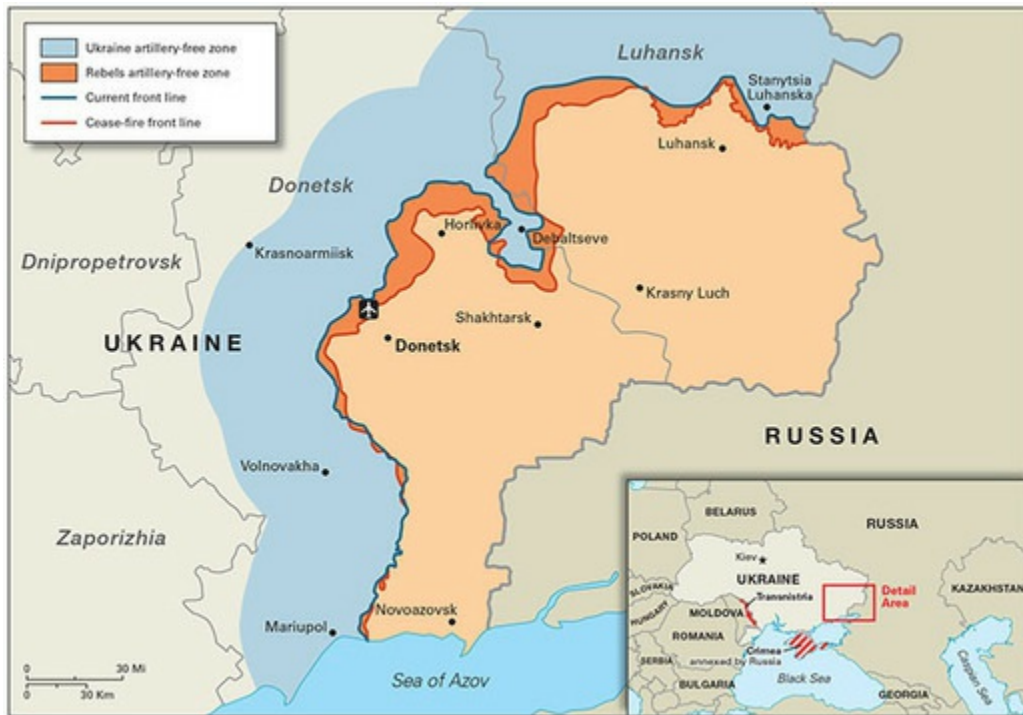 Ukraine artillery-free zone
Rebels artillery-free zone
Current front line
Cease-fire front line
Luhansk
Stanytsia
Luhanska
Luhansk
Donetsk
Horlivka
Debaltseve
Krasnoarmiisk
Dnipropetrovsk
Krasny Luch
Shakhtarsk
UKRAINE
Donetsk
RUSSIA
Volnovakha
Zaporizhia
Novoazovsk
Mariupol
Sea of Azov
0 30 Mi
0 30 Km
BELARUS
RUSSIA
POLAND
Kiev
UKRAINE
KAZAKHSTAN
SLOVAKIA
Transnistria
Detail
Area
HUNGARY
MOLDOVA
ROMANIA
Crimea
annexed by Russia
SERBIA
Black Sea
Caspian Sea
BULGARIA
GEORGIA